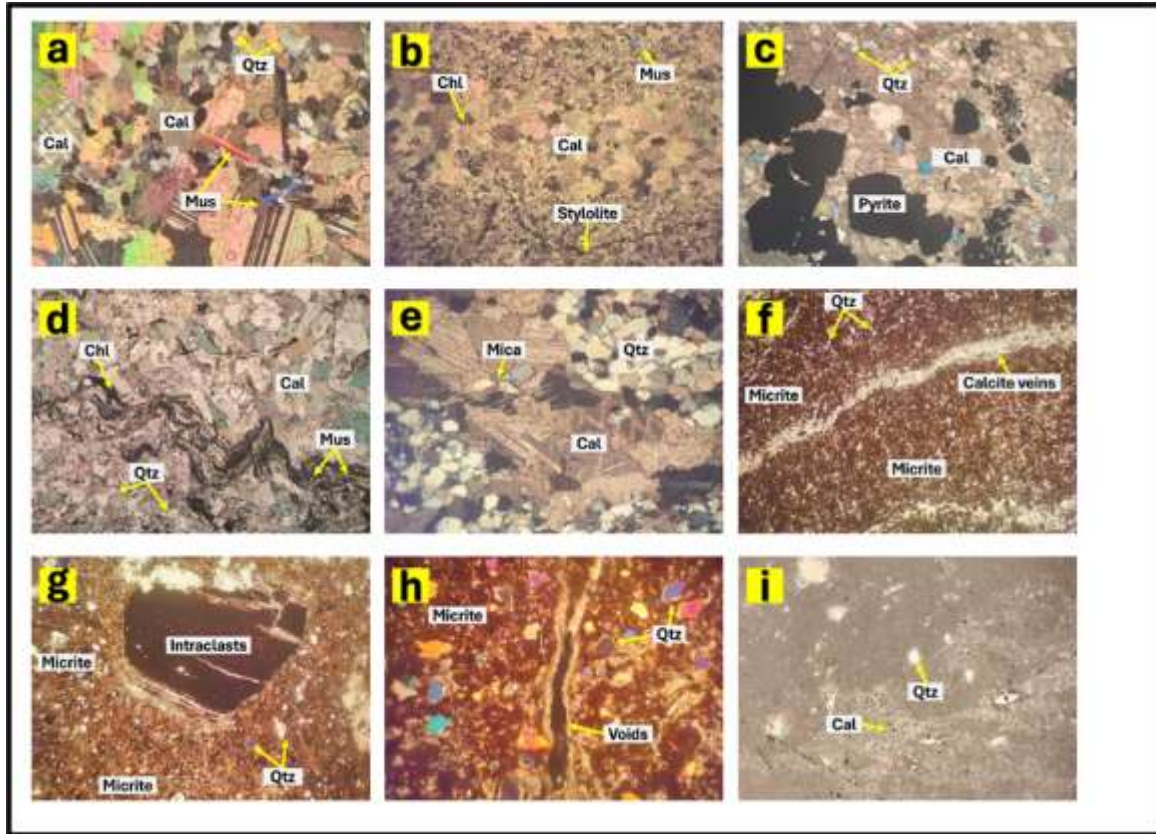 a
Qtz
Cal
Cal
Mus
b
Mus
Chl
Cal
Stylolite
c
Qtz
Cal
Pyrite
d
Chl
Cal
Mus
Qtz
e
Mica
Qtz
Cal
f
Qtz
Calcite veins
Micrite
Micrite
g
Intraclasts
Micrite
Qtz
Micrite
h
Micrite
Qtz
Voids
i
Qtz
Cal